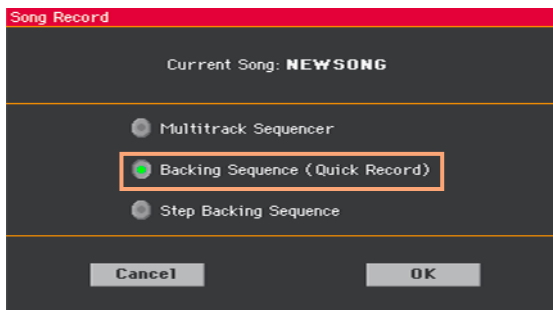 Song Record
Current Song: NEWSONG
Multitrack Sequencer
Backing Sequence (Quick Record)
Step Backing Sequence
Cancel OK